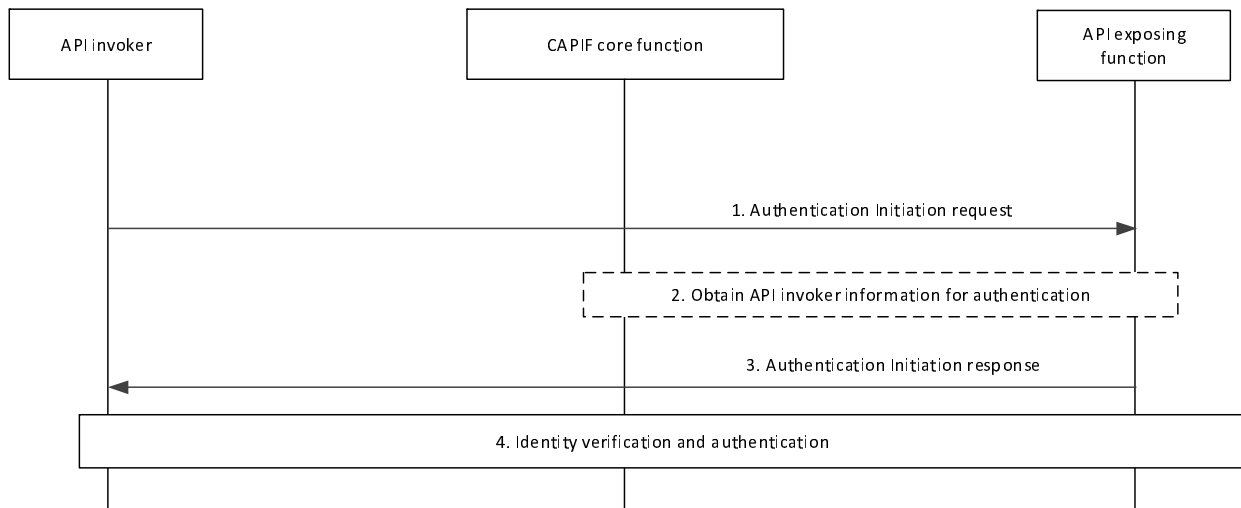 API invoker
CAPIF core function
API exposing
function
1. Authentication Initiation request
2. Obtain API invoker information for authentication
3. Authentication Initiation response
4. Identity verification and authentication